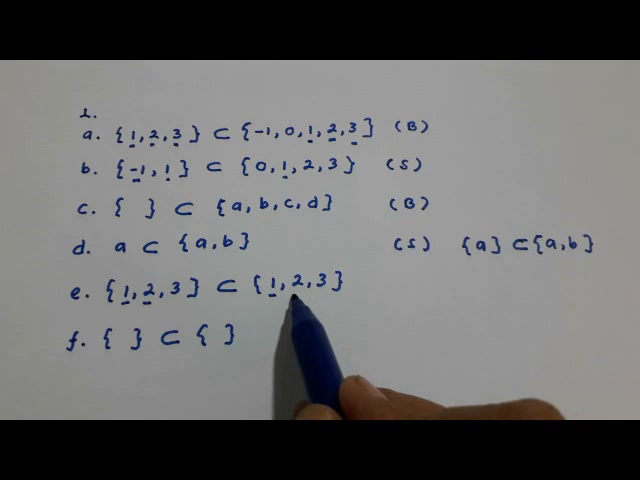 1.
a. {1, 2, 3} ⊂ {-1, 0, 1, 2, 3} (B)
b. {-1, 1} ⊂ {0, 1, 2, 3} (S)
c. { } ⊂ {a, b, c, d} (B)
d. a ⊂ {a, b} (S) {a} ⊂ {a, b}
e. {1, 2, 3} ⊂ {1, 2, 3}
f. { } ⊂ { }